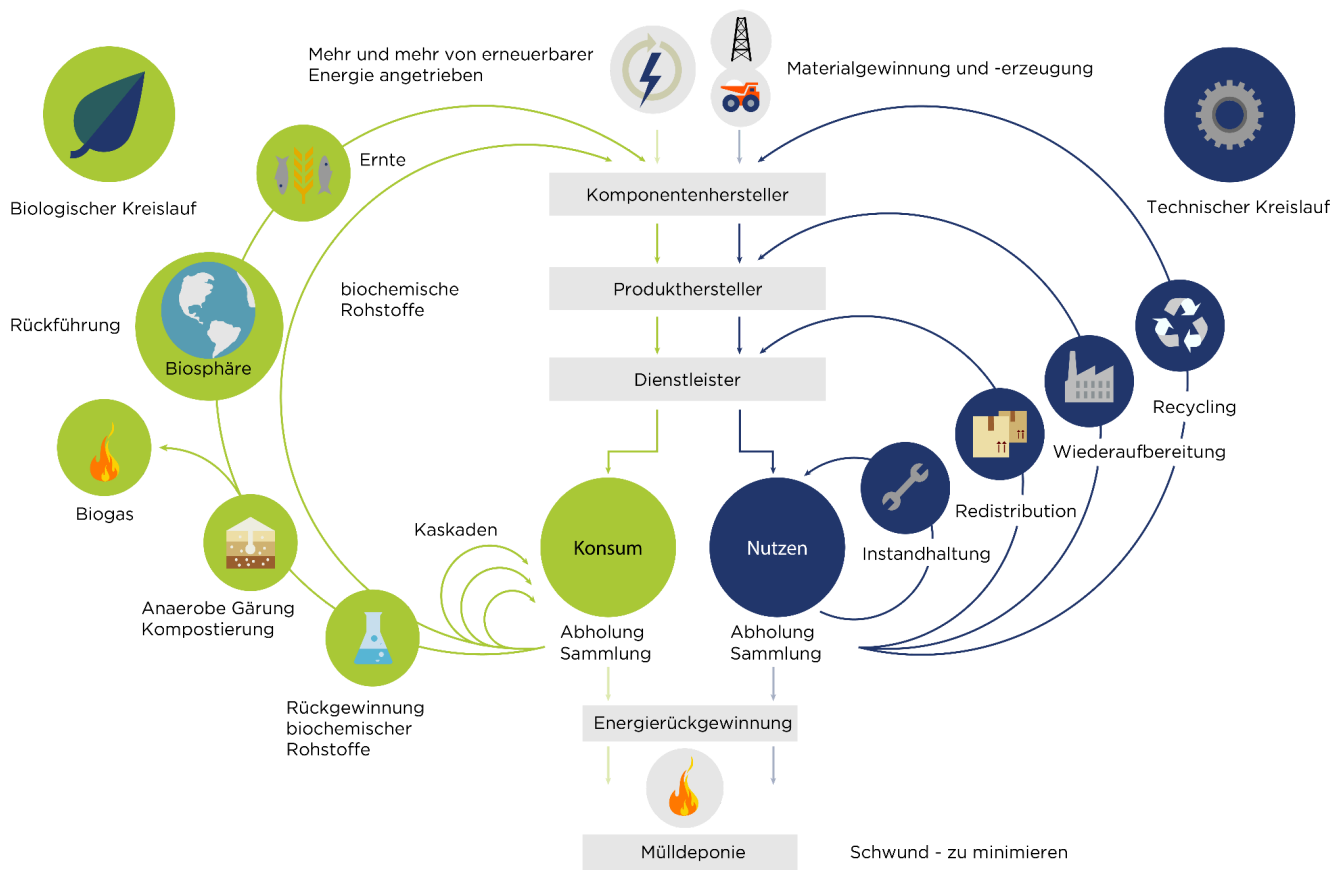 Mehr und mehr von erneuerbarer
Energie angetrieben
Materialgewinnung und -erzeugung
Ernte
Biologischer Kreislauf
Technischer Kreislauf
Komponentenhersteller
biochemische
Rohstoffe
Produkthersteller
Rückführung
Biosphäre
Dienstleister
Recycling
Wiederaufbereitung
Biogas
Redistribution
Kaskaden
Konsum
Nutzen
Instandhaltung
Anaerobe Gärung
Kompostierung
Abholung
Sammlung
Abholung
Sammlung
Rückgewinnung
biochemischer
Rohstoffe
Energierückgewinnung
Mülldeponie
Schwund - zu minimieren